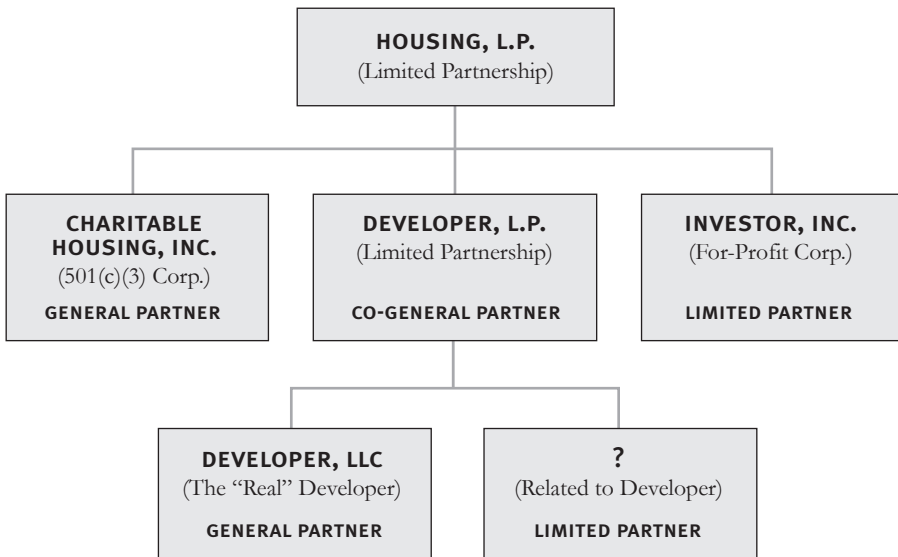 HOUSING, L.P.
(Limited Partnership)
CHARITABLE
HOUSING, INC.
(501(c)(3) Corp.)
GENERAL PARTNER
DEVELOPER, L.P.
(Limited Partnership)
CO-GENERAL PARTNER
INVESTOR, INC.
(For-Profit Corp.)
LIMITED PARTNER
DEVELOPER, LLC
(The “Real” Developer)
GENERAL PARTNER
?
(Related to Developer)
LIMITED PARTNER